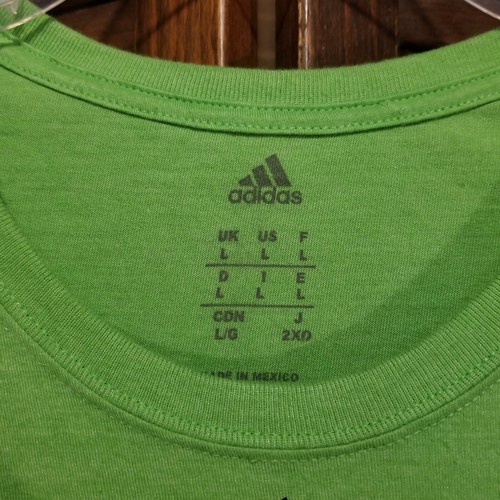 adidas
UK US F
L L L
D I E
L L L
CDN J
L/G 2XO
MADE IN MEXICO